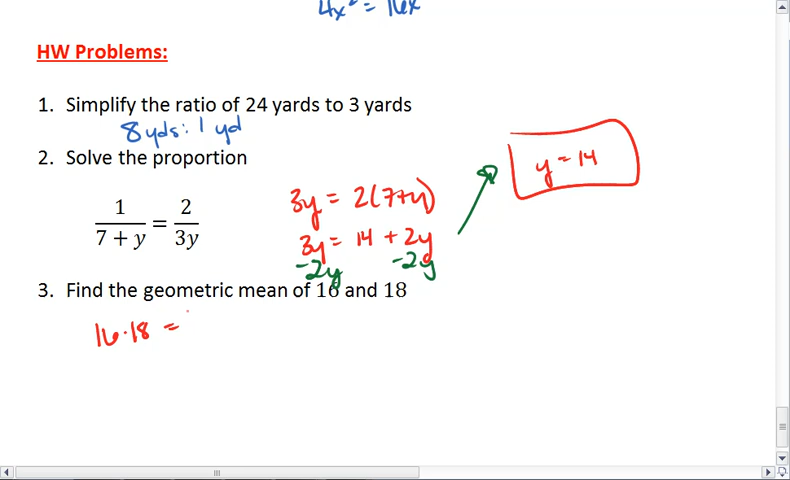 4x² = 16x
HW Problems:
1. Simplify the ratio of 24 yards to 3 yards
8 yds : 1 yd
2. Solve the proportion
1/(7 + y) = 2/(3y)
3y = 2(7+y)
3y = 14 + 2y
-2y -2y
y = 14
3. Find the geometric mean of 16 and 18
16·18 =